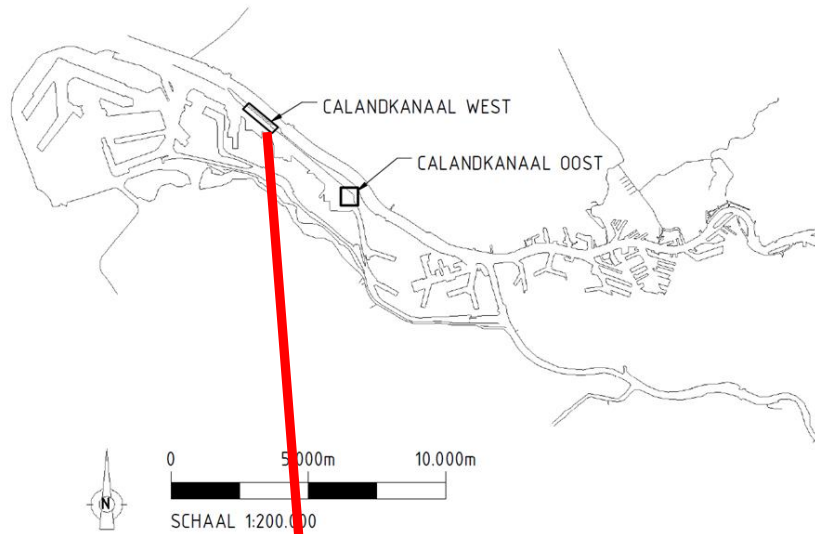 CALANDKANAAL WEST
CALANDKANAAL OOST
0 5.000m 10.000m
N
SCHAAL 1:200.000